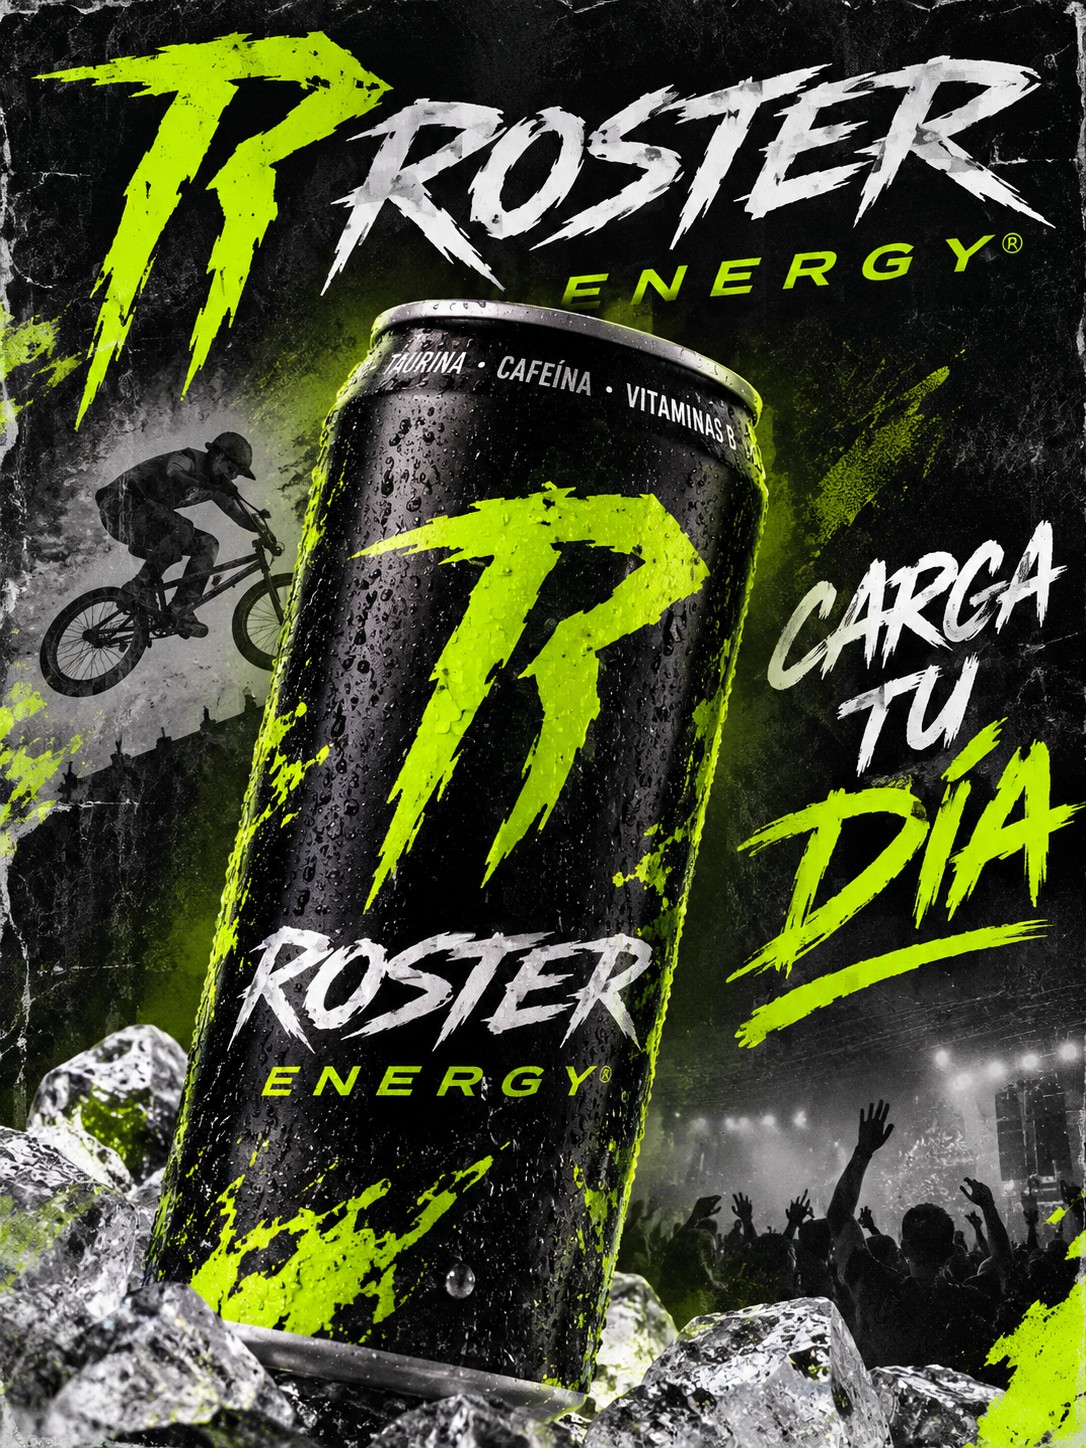 R ROSTER
ENERGY®
TAURINA • CAFEÍNA • VITAMINAS B
CARGA
TU
DÍA
R
ROSTER
ENERGY®